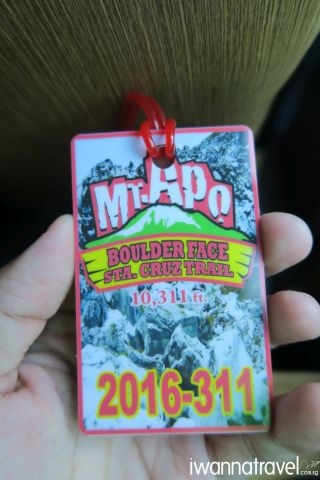 Mt.Apo
BOULDER FACE
STA. CRUZ TRAIL
10,311 ft.
2016-311
iwannatravel.com.sg